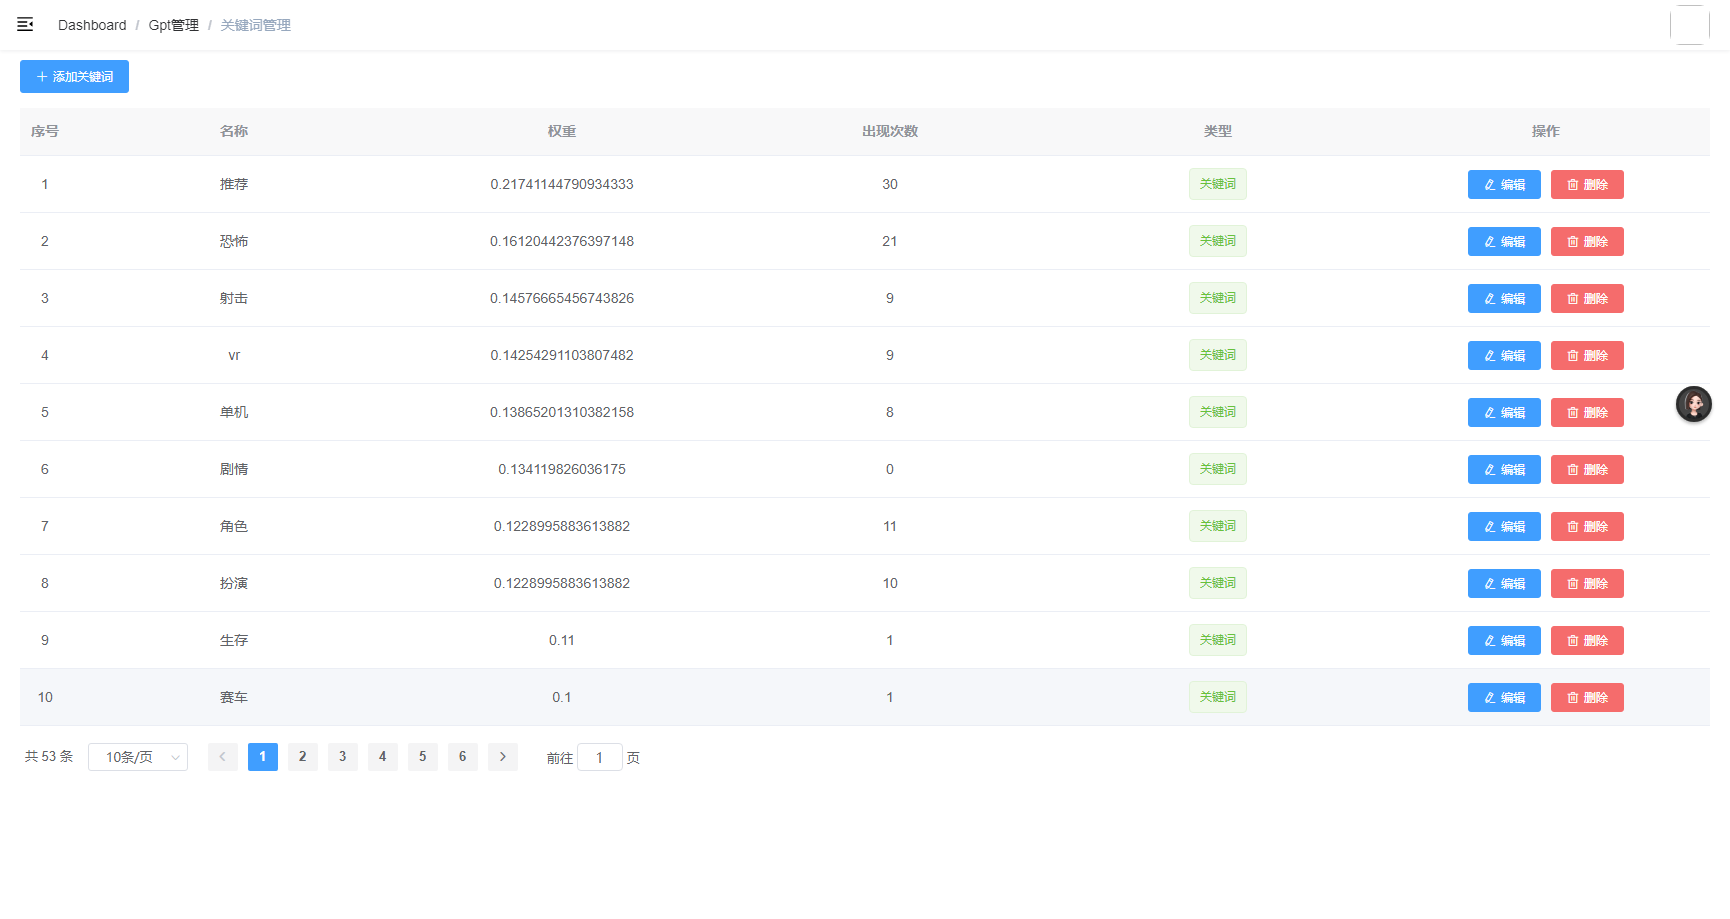 Dashboard / Gpt管理 / 关键词管理
添加关键词
序号 名称 权重 出现次数 类型 操作
1 推荐 0.21741144790934333 30 关键词 编辑 删除
2 恐怖 0.16120442376397148 21 关键词 编辑 删除
3 射击 0.14576665456743826 9 关键词 编辑 删除
4 vr 0.14254291103807482 9 关键词 编辑 删除
5 单机 0.13865201310382158 8 关键词 编辑 删除
6 剧情 0.134119826036175 0 关键词 编辑 删除
7 角色 0.1228995883613882 11 关键词 编辑 删除
8 扮演 0.1228995883613882 10 关键词 编辑 删除
9 生存 0.11 1 关键词 编辑 删除
10 赛车 0.1 1 关键词 编辑 删除
共 53 条 10条/页 1 2 3 4 5 6 前往 1 页